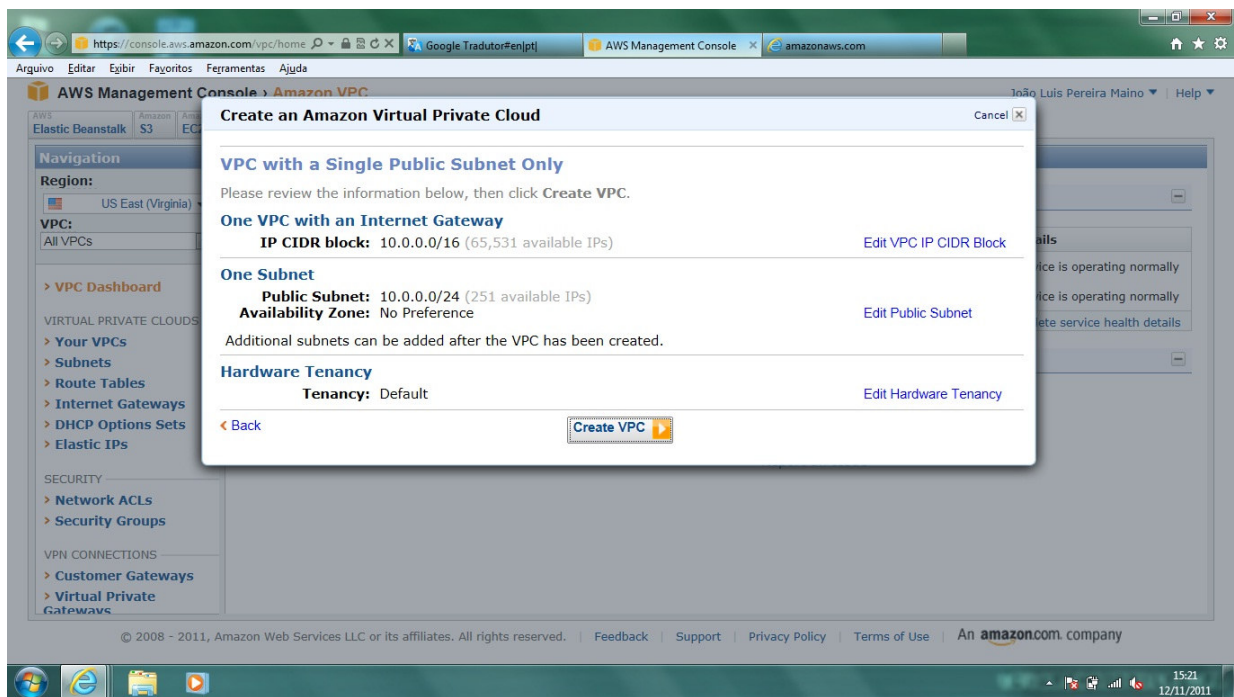 https://console.aws.amazon.com/vpc/home
Google Tradutor#en|pt|
AWS Management Console
amazonaws.com
Arquivo Editar Exibir Favoritos Ferramentas Ajuda
AWS Management Console › Amazon VPC
João Luis Pereira Maino Help
AWS
Elastic Beanstalk
Amazon
S3
Create an Amazon Virtual Private Cloud
Cancel
Navigation
Region:
US East (Virginia)
VPC:
All VPCs
> VPC Dashboard
VIRTUAL PRIVATE CLOUDS
> Your VPCs
> Subnets
> Route Tables
> Internet Gateways
> DHCP Options Sets
> Elastic IPs
SECURITY
> Network ACLs
> Security Groups
VPN CONNECTIONS
> Customer Gateways
> Virtual Private
Gateways
VPC with a Single Public Subnet Only
Please review the information below, then click Create VPC.
One VPC with an Internet Gateway
IP CIDR block: 10.0.0.0/16 (65,531 available IPs) Edit VPC IP CIDR Block
One Subnet
Public Subnet: 10.0.0.0/24 (251 available IPs)
Availability Zone: No Preference Edit Public Subnet
Additional subnets can be added after the VPC has been created.
Hardware Tenancy
Tenancy: Default Edit Hardware Tenancy
< Back
Create VPC
ails
ice is operating normally
ice is operating normally
ete service health details
© 2008 - 2011, Amazon Web Services LLC or its affiliates. All rights reserved. | Feedback | Support | Privacy Policy | Terms of Use | An amazon.com. company
15:21
12/11/2011